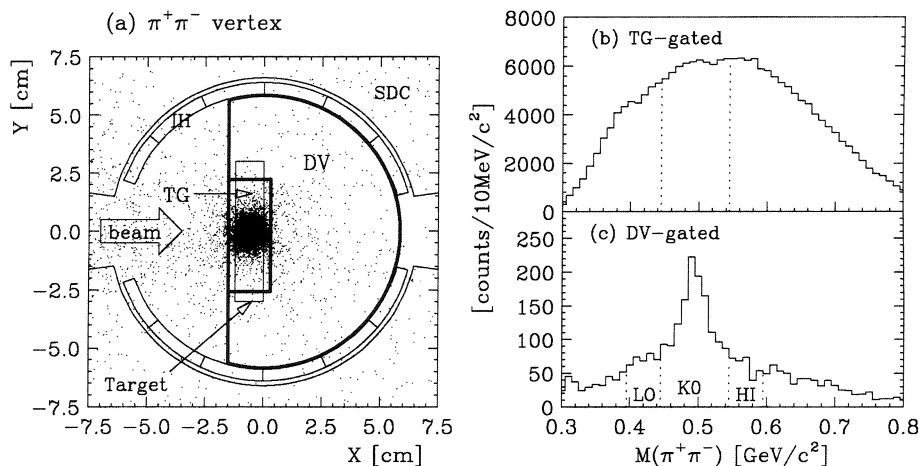 (a) π⁺π⁻ vertex
Y [cm]
7.5
5.0
2.5
0.0
−2.5
−5.0
−7.5
−7.5
−5.0
−2.5
0.0
2.5
5.0
7.5
X [cm]
SDC
IH
DV
TG
beam
Target
[counts/10MeV/c²]
(b) TG-gated
8000
6000
4000
2000
0
(c) DV-gated
250
200
150
100
50
0
LO
K0
HI
0.3
0.4
0.5
0.6
0.7
0.8
M(π⁺π⁻) [GeV/c²]